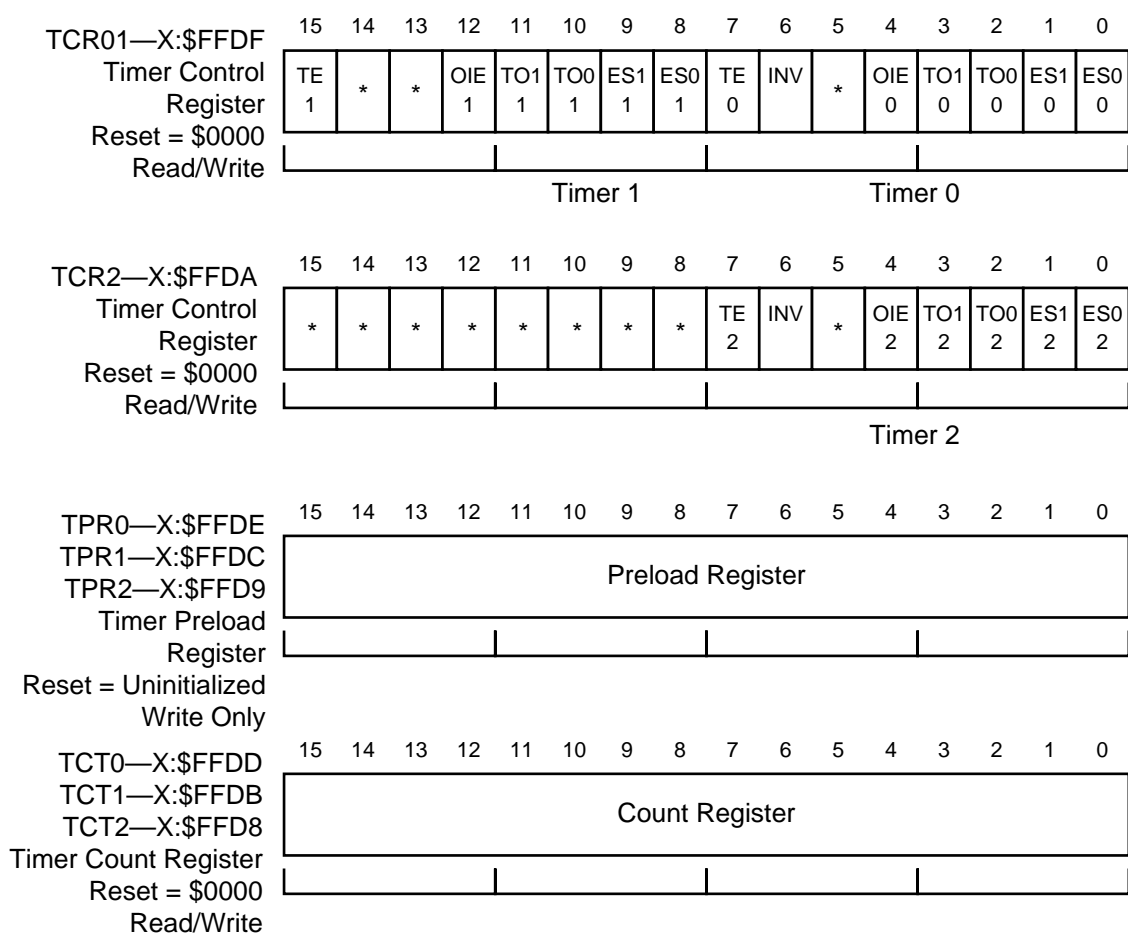 TCR01—X:$FFDF
Timer Control
Register
Reset = $0000
Read/Write
15 14 13 12 11 10 9 8 7 6 5 4 3 2 1 0
TE * * OIE TO1 TO0 ES1 ES0 TE INV * OIE TO1 TO0 ES1 ES0
1 1 1 1 1 1 0 0 0 0 0 0
Timer 1 Timer 0
TCR2—X:$FFDA
Timer Control
Register
Reset = $0000
Read/Write
15 14 13 12 11 10 9 8 7 6 5 4 3 2 1 0
* * * * * * * * TE INV * OIE TO1 TO0 ES1 ES0
2 2 2 2 2 2
Timer 2
TPR0—X:$FFDE
TPR1—X:$FFDC
TPR2—X:$FFD9
Timer Preload
Register
Reset = Uninitialized
Write Only
15 14 13 12 11 10 9 8 7 6 5 4 3 2 1 0
Preload Register
TCT0—X:$FFDD
TCT1—X:$FFDB
TCT2—X:$FFD8
Timer Count Register
Reset = $0000
Read/Write
15 14 13 12 11 10 9 8 7 6 5 4 3 2 1 0
Count Register